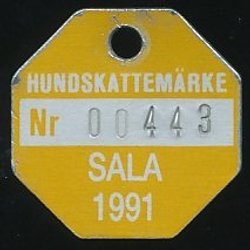 HUNDSKATTEMÄRKE
Nr 00443
SALA
1991